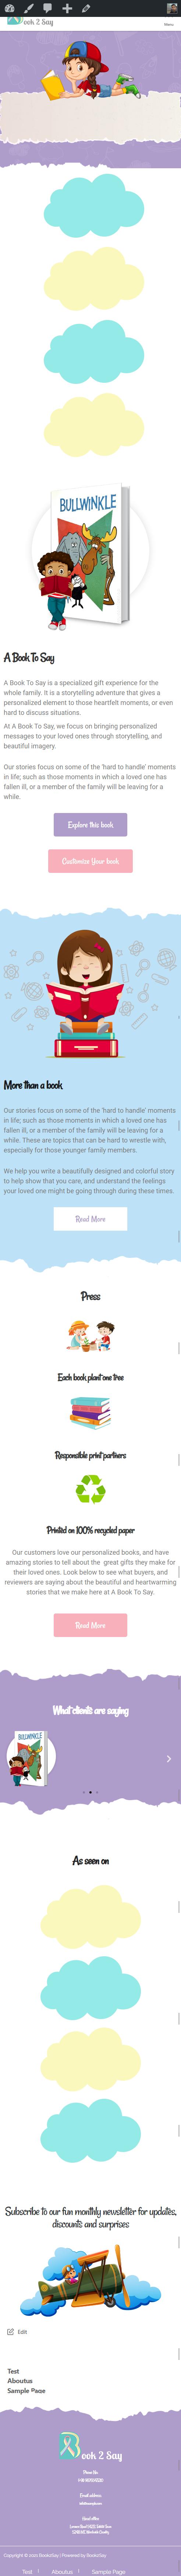 Book 2 Say
Menu
BULLWINKLE
A Book To Say
A Book To Say is a specialized gift experience for the
whole family. It is a storytelling adventure that gives a
personalized element to those heartfelt moments, or even
hard to discuss situations.
At A Book To Say, we focus on bringing personalized
messages to your loved ones through storytelling, and
beautiful imagery.
Our stories focus on some of the 'hard to handle' moments
in life; such as those moments in which a loved one has
fallen ill, or a member of the family will be leaving for a
while.
Explore this book
Customize Your book
More than a book
Our stories focus on some of the 'hard to handle' moments
in life; such as those moments in which a loved one has
fallen ill, or a member of the family will be leaving for a
while. These are topics that can be hard to wrestle with,
especially for those younger family members.
We help you write a beautifully designed and colorful story
to help show that you care, and understand the feelings
your loved one might be going through during these times.
Read More
Press
Each book plant one tree
Responsible print partners
Printed on 100% recycled paper
Our customers love our personalized books, and have
amazing stories to tell about the great gifts they make for
their loved ones. Look below to see what buyers, and
reviewers are saying about the beautiful and heartwarming
stories that we make here at A Book To Say.
Read More
What clients are saying
BULLWINKLE
As seen on
Subscribe to our fun monthly newsletter for updates,
discounts and surprises
Edit
Test
Aboutus
Sample Page
Book 2 Say
Phone No:
Email address:
Head office:
Copyright © 2021 Book2Say | Powered by Book2Say
Test
Aboutus
Sample Page